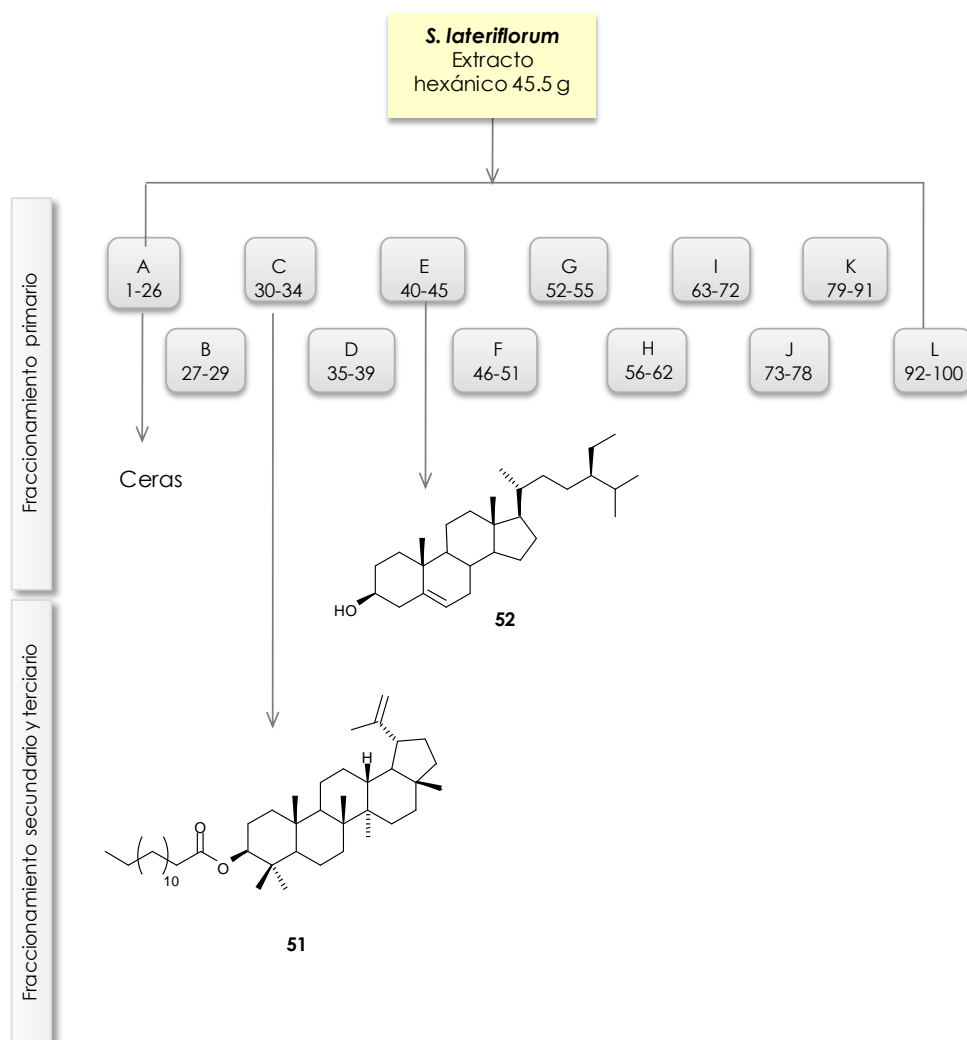 S. lateriflorum
Extracto
hexánico 45.5 g
Fraccionamiento primario
A
1-26
C
30-34
E
40-45
G
52-55
I
63-72
K
79-91
B
27-29
D
35-39
F
46-51
H
56-62
J
73-78
L
92-100
Ceras
HO
52
Fraccionamiento secundario y terciario
H
O
O
10
51